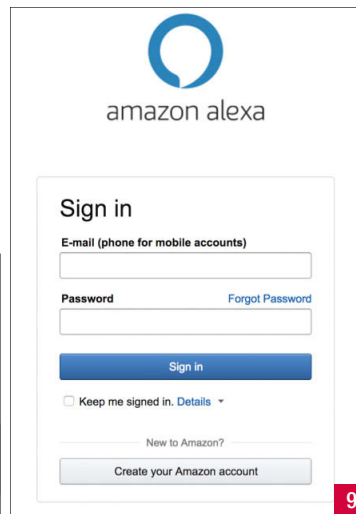 amazon alexa
Sign in
E-mail (phone for mobile accounts)
Password Forgot Password
Sign in
Keep me signed in. Details
New to Amazon?
Create your Amazon account
9